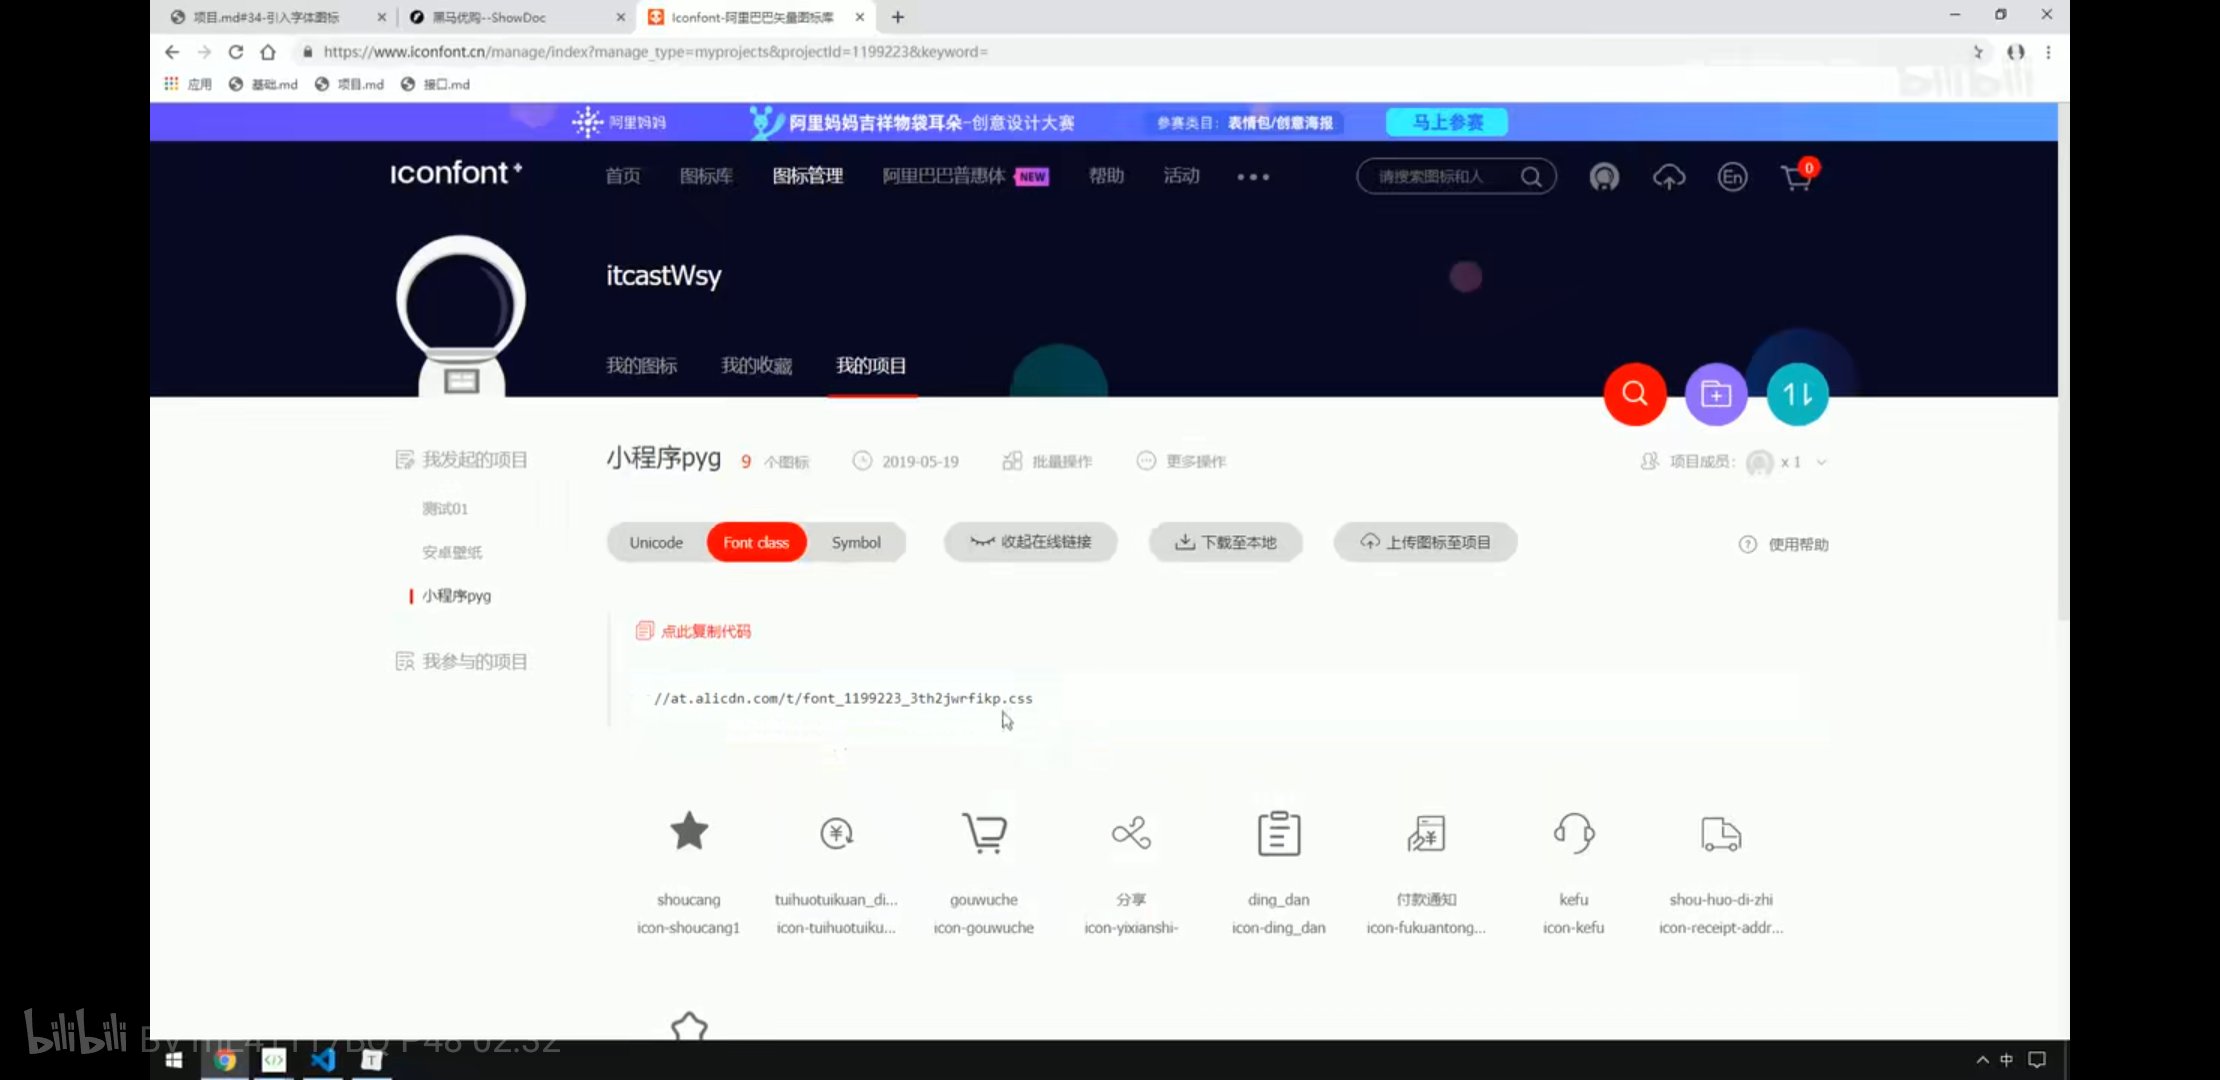 项目.md#34-引入字体图标
黑马优购--ShowDoc
Iconfont-阿里巴巴矢量图标库
https://www.iconfont.cn/manage/index?manage_type=myprojects&projectId=1199223&keyword=
应用 基础.md 项目.md 接口.md
bilibili
阿里妈妈 阿里妈妈吉祥物袋耳朵-创意设计大赛 参赛类目：表情包/创意海报 马上参赛
iconfont+ 首页 图标库 图标管理 阿里巴巴普惠体 NEW 帮助 活动 请搜索图标和人 En 0
itcastWsy
我的图标 我的收藏 我的项目
我发起的项目
测试01
安卓壁纸
小程序pyg
我参与的项目
小程序pyg 9 个图标 2019-05-19 批量操作 更多操作 项目成员： x 1
Unicode Font class Symbol 收起在线链接 下载至本地 上传图标至项目 使用帮助
点此复制代码
//at.alicdn.com/t/font_1199223_3th2jwrfikp.css
shoucang tuihuotuikuan_di... gouwuche 分享 ding_dan 付款通知 kefu shou-huo-di-zhi
icon-shoucang1 icon-tuihuotuiku... icon-gouwuche icon-yixianshi- icon-ding_dan icon-fukuantong... icon-kefu icon-receipt-addr...
bilibili
中